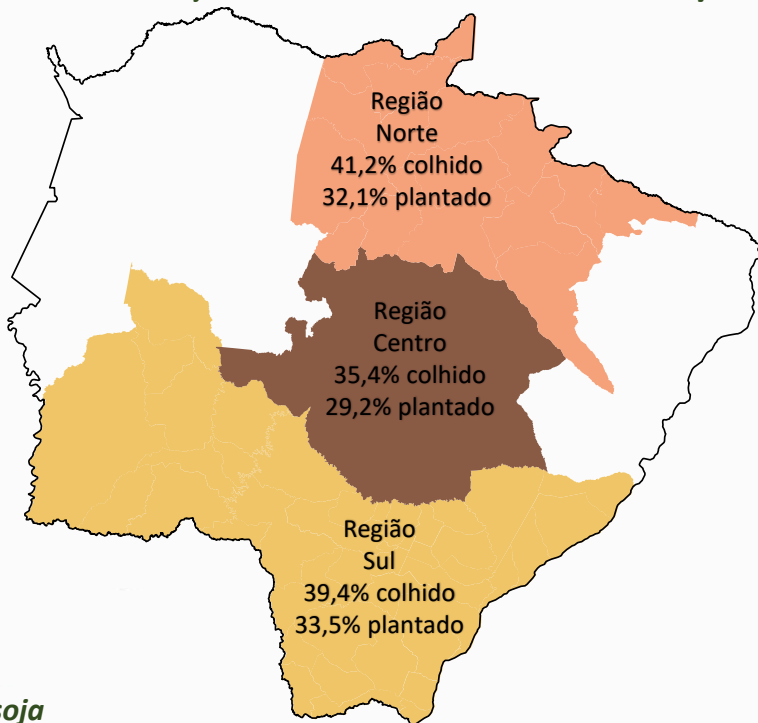 Região
Norte
41,2% colhido
32,1% plantado
Região
Centro
35,4% colhido
29,2% plantado
Região
Sul
39,4% colhido
33,5% plantado
soja